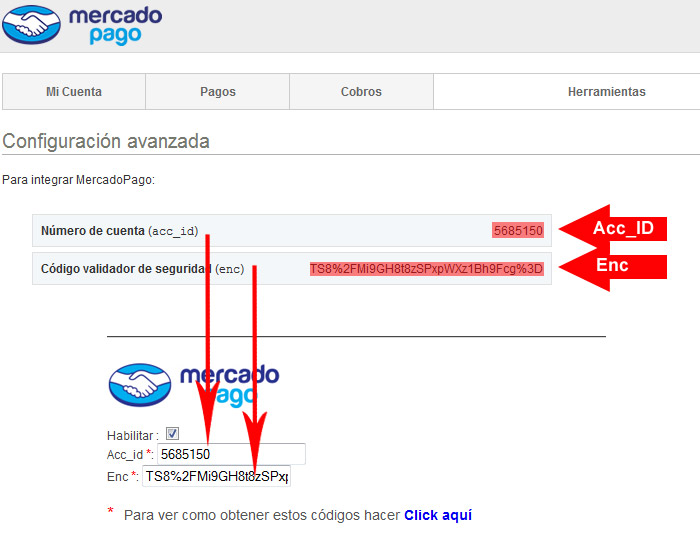 mercado
pago
Mi Cuenta Pagos Cobros Herramientas
Configuración avanzada
Para integrar MercadoPago:
Número de cuenta (acc_id) 5685150 Acc_ID
Código validador de seguridad (enc) TS8%2FMi9GH8t8zSPxpWXz1Bh9Fcg%3D Enc
mercado
pago
Habilitar :
Acc_id *: 5685150
Enc *: TS8%2FMi9GH8t8zSPxp
* Para ver como obtener estos códigos hacer Click aquí